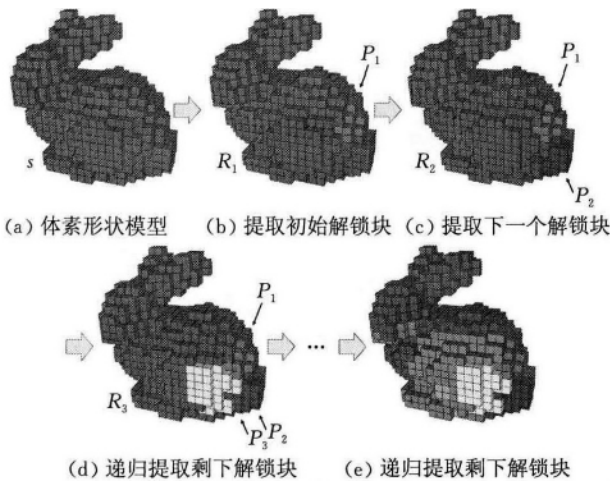 P1
P1
s
R1
R2
P2
(a) 体素形状模型
(b) 提取初始解锁块
(c) 提取下一个解锁块
P1
...
R3
P3 P2
(d) 递归提取剩下解锁块
(e) 递归提取剩下解锁块